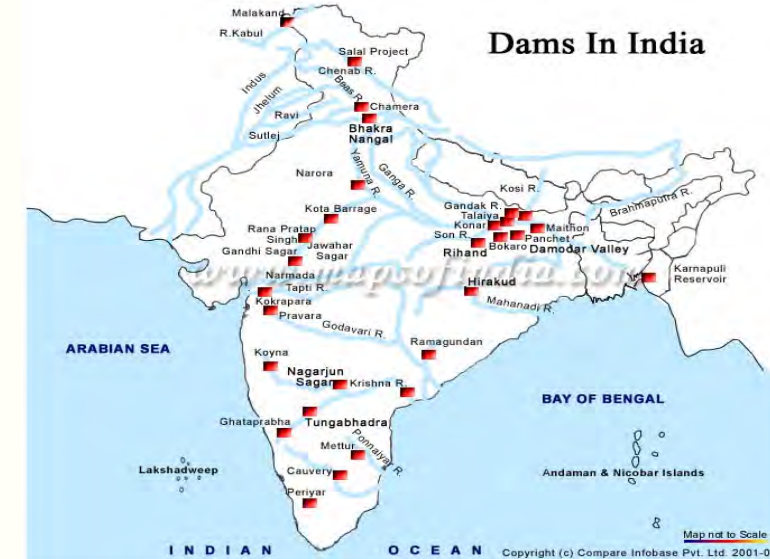 Dams In India
Malakand
R.Kabul
Salal Project
Chenab R.
Indus
Jhelum
Beas R.
Chamera
Ravi
Bhakra
Nangal
Sutlej
Yamuna R.
Ganga R.
Narora
Kosi R.
Kota Barrage
Gandak R.
Talaiya
Brahmaputra R.
Konar
Maithon
Rana Pratap
Singh
Son R.
Panchet
Jawahar
Sagar
Bokaro
Damodar Valley
Gandhi Sagar
Rihand
www.mapsofindia.com
Karnapuli
Reservoir
Narmada
Hirakud
Tapti R.
Kokrapara
Mahanadi R.
Pravara
Godavari R.
ARABIAN SEA
Ramagundan
Koyna
Nagarjun
Sagar
Krishna R.
BAY OF BENGAL
Ghataprabha
Tungabhadra
Ponnaiyar R.
Mettur
Lakshadweep
Cauvery
Andaman & Nicobar Islands
Periyar
Map not to Scale
INDIAN OCEAN
Copyright (c) Compare Infobase Pvt. Ltd. 2001-0